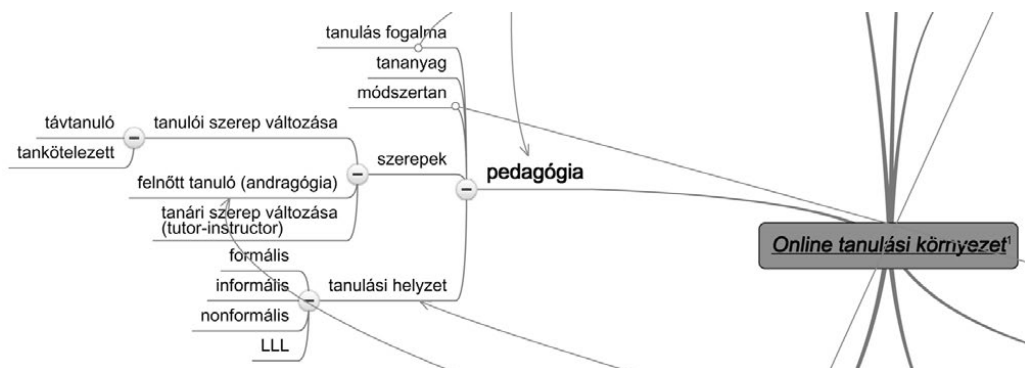 tanulás fogalma
tananyag
módszertan
távtanuló
tanulói szerep változása
tankötelezett
szerepek
pedagógia
felnőtt tanuló (andragógia)
tanári szerep változása
(tutor-instructor)
Online tanulási környezet¹
formális
informális
tanulási helyzet
nonformális
LLL